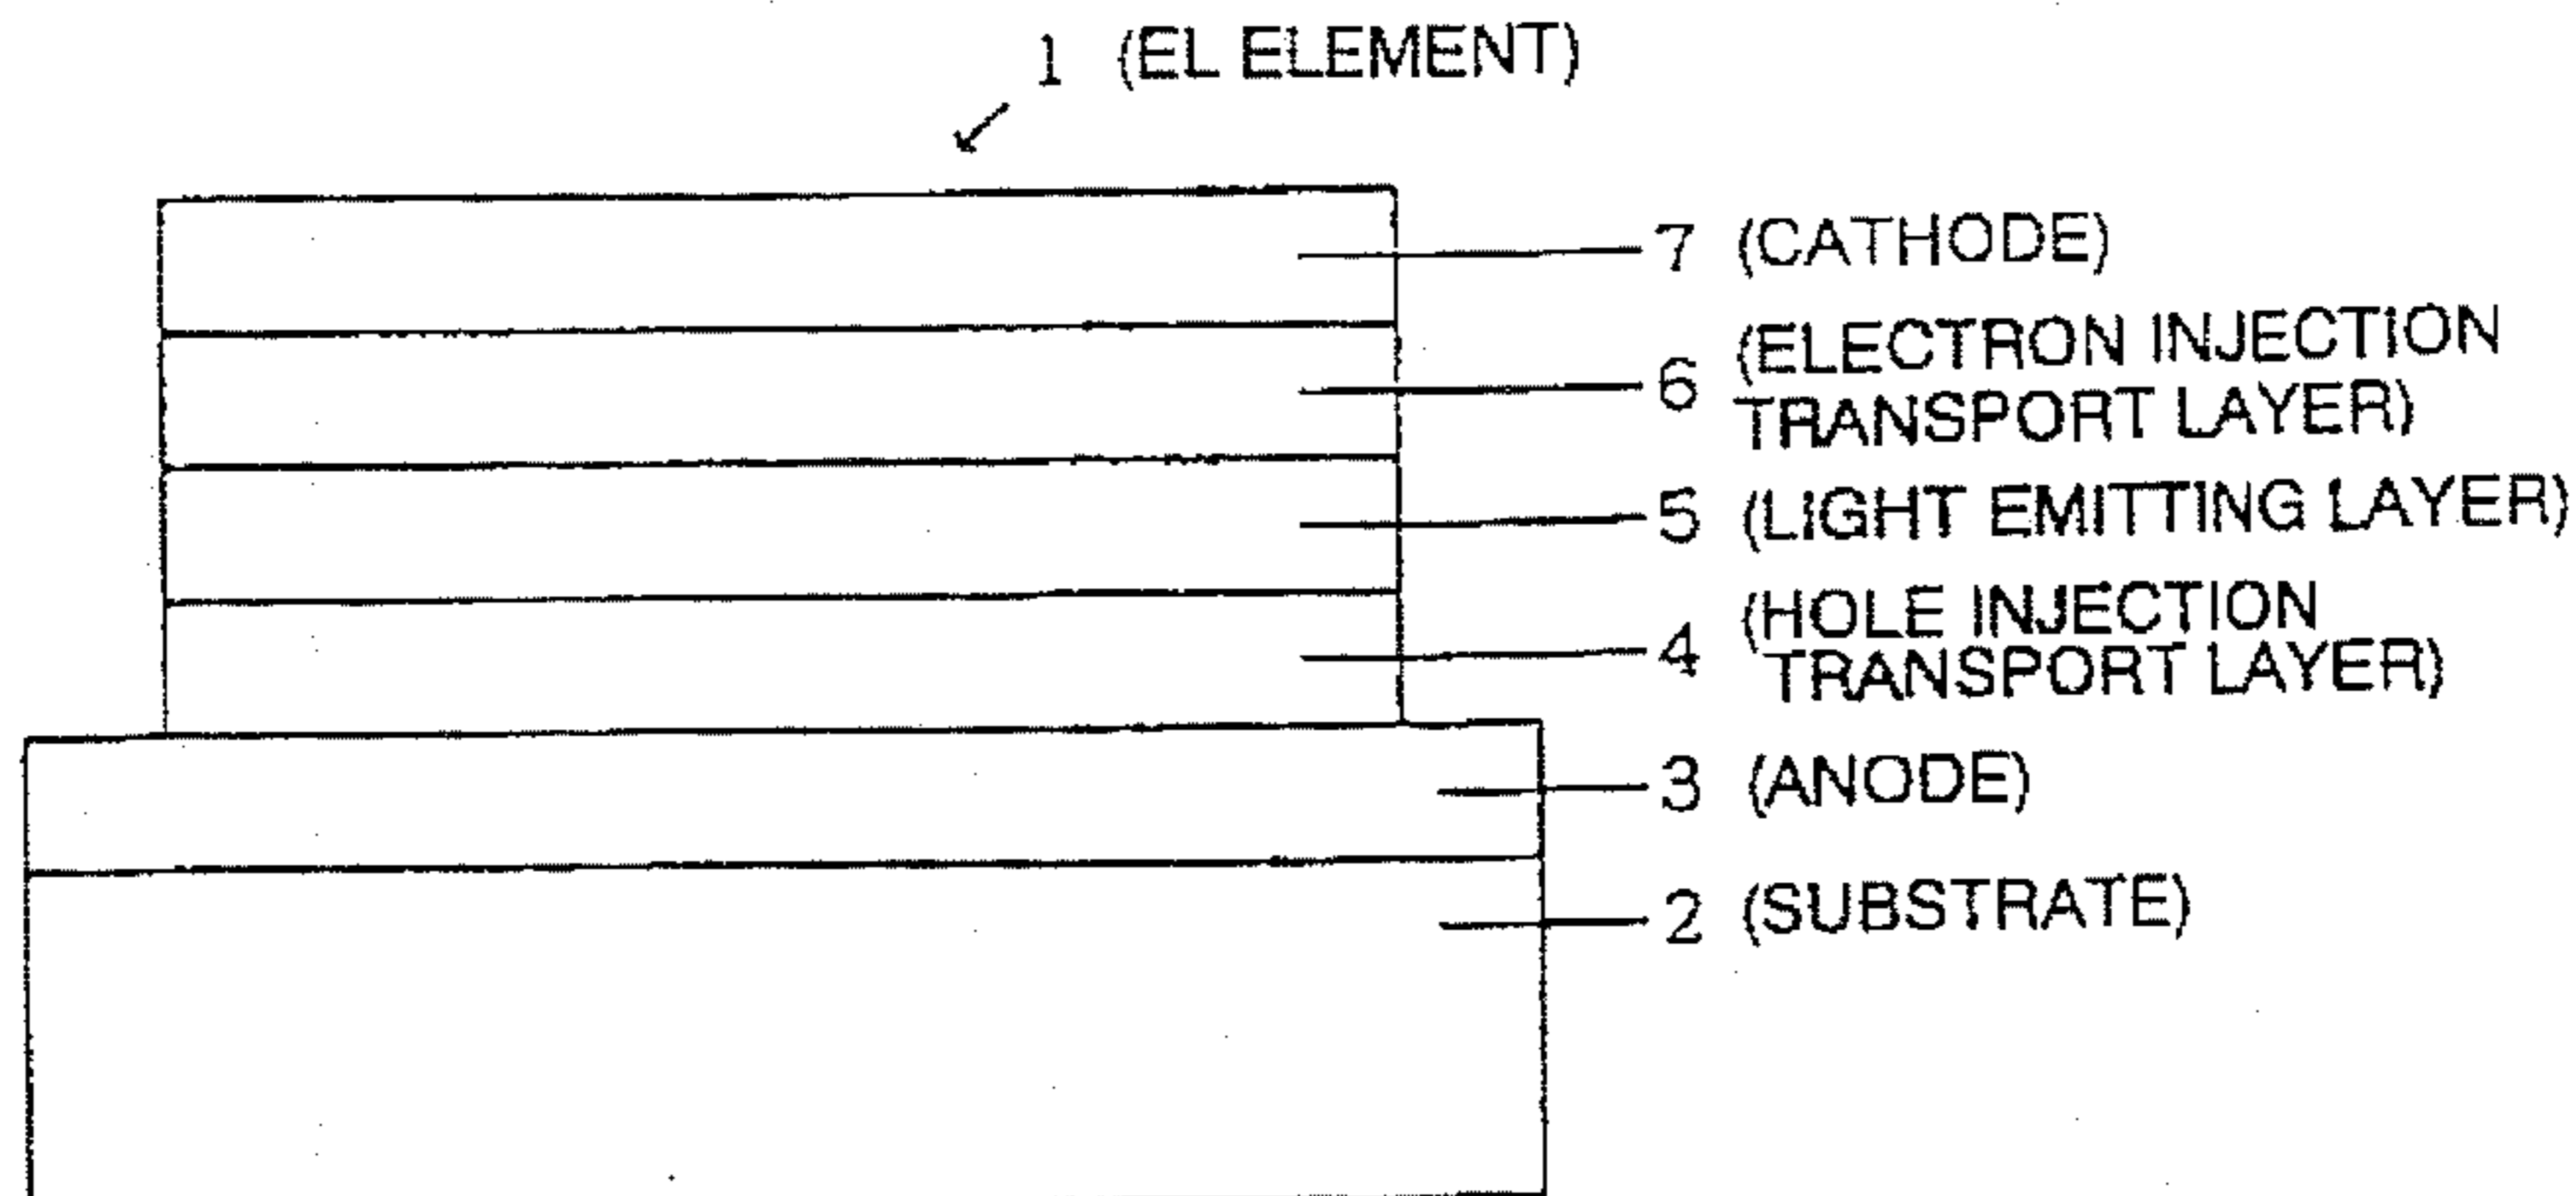 1 (EL ELEMENT)
7 (CATHODE)
6 (ELECTRON INJECTION
TRANSPORT LAYER)
5 (LIGHT EMITTING LAYER)
4 (HOLE INJECTION
TRANSPORT LAYER)
3 (ANODE)
2 (SUBSTRATE)